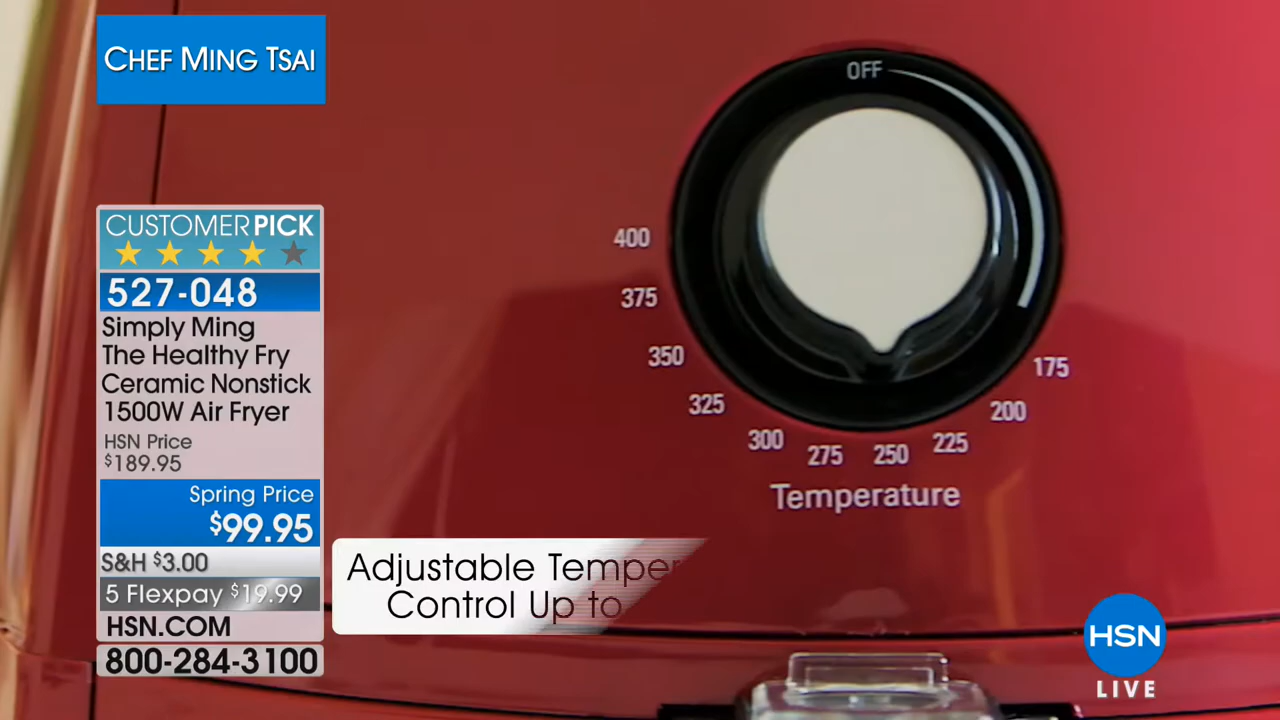 CHEF MING TSAI
CUSTOMERPICK
527-048
Simply Ming
The Healthy Fry
Ceramic Nonstick
1500W Air Fryer
HSN Price
$189.95
Spring Price
$99.95
S&H $3.00
5 Flexpay $19.99
HSN.COM
800-284-3100
OFF
400
375
350
325
300
275
250
225
200
175
Temperature
Adjustable Temper
Control Up to
HSN
LIVE